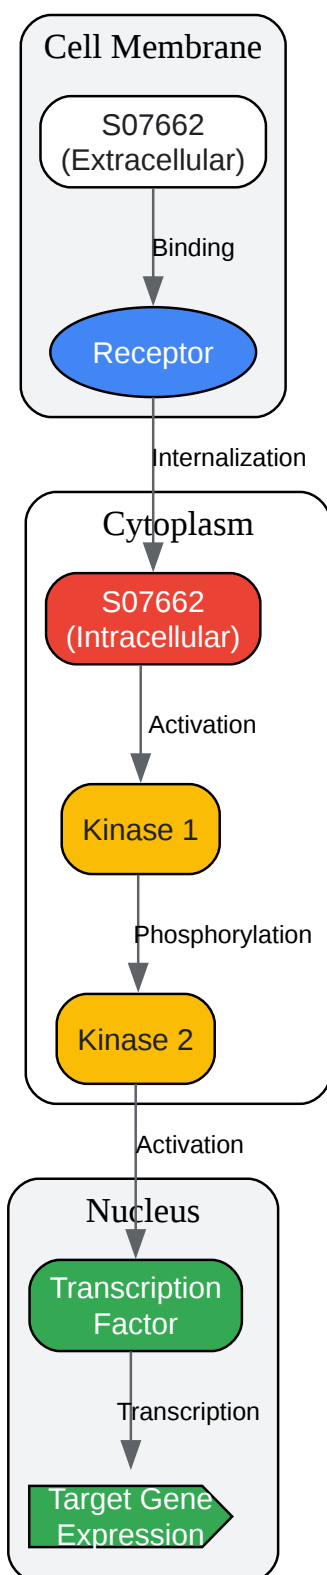 Cell Membrane
S07662
(Extracellular)
Binding
Receptor
Internalization
Cytoplasm
S07662
(Intracellular)
Activation
Kinase 1
Phosphorylation
Kinase 2
Activation
Nucleus
Transcription
Factor
Transcription
Target Gene
Expression